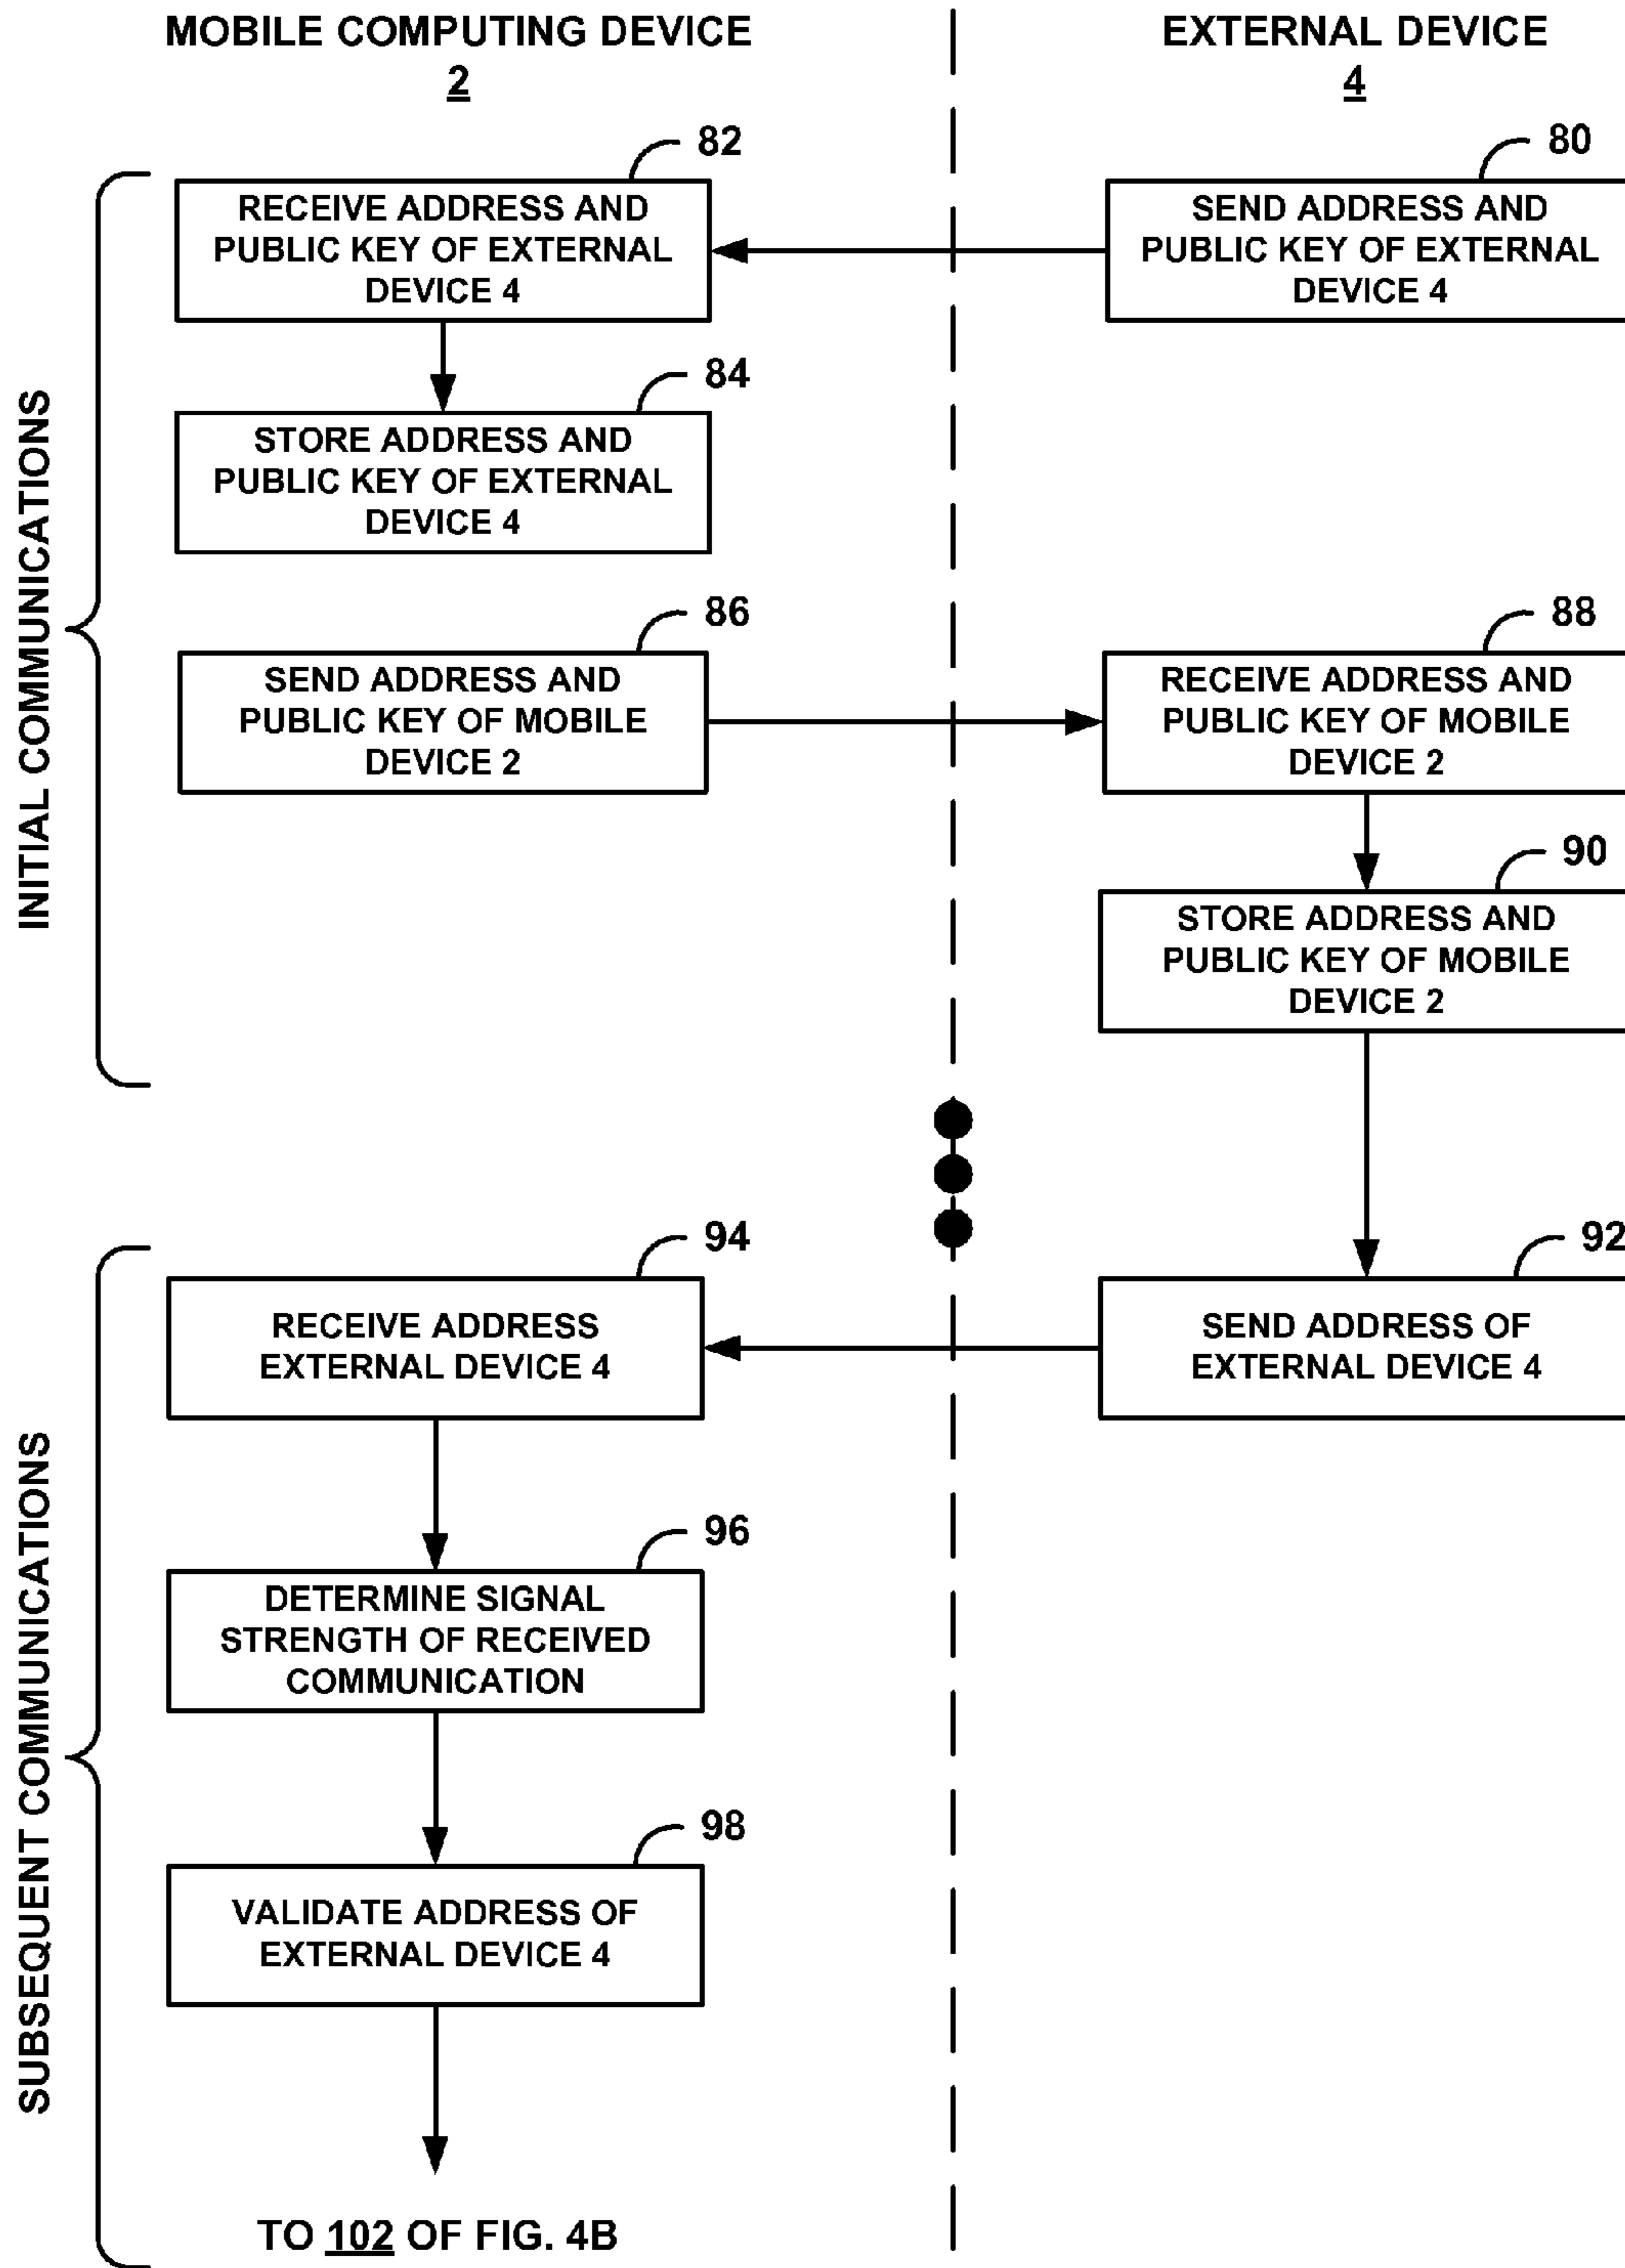 MOBILE COMPUTING DEVICE
2
EXTERNAL DEVICE
4
INITIAL COMMUNICATIONS
82
RECEIVE ADDRESS AND
PUBLIC KEY OF EXTERNAL
DEVICE 4
80
SEND ADDRESS AND
PUBLIC KEY OF EXTERNAL
DEVICE 4
84
STORE ADDRESS AND
PUBLIC KEY OF EXTERNAL
DEVICE 4
86
SEND ADDRESS AND
PUBLIC KEY OF MOBILE
DEVICE 2
88
RECEIVE ADDRESS AND
PUBLIC KEY OF MOBILE
DEVICE 2
90
STORE ADDRESS AND
PUBLIC KEY OF MOBILE
DEVICE 2
SUBSEQUENT COMMUNICATIONS
94
RECEIVE ADDRESS
EXTERNAL DEVICE 4
92
SEND ADDRESS OF
EXTERNAL DEVICE 4
96
DETERMINE SIGNAL
STRENGTH OF RECEIVED
COMMUNICATION
98
VALIDATE ADDRESS OF
EXTERNAL DEVICE 4
TO 102 OF FIG. 4B